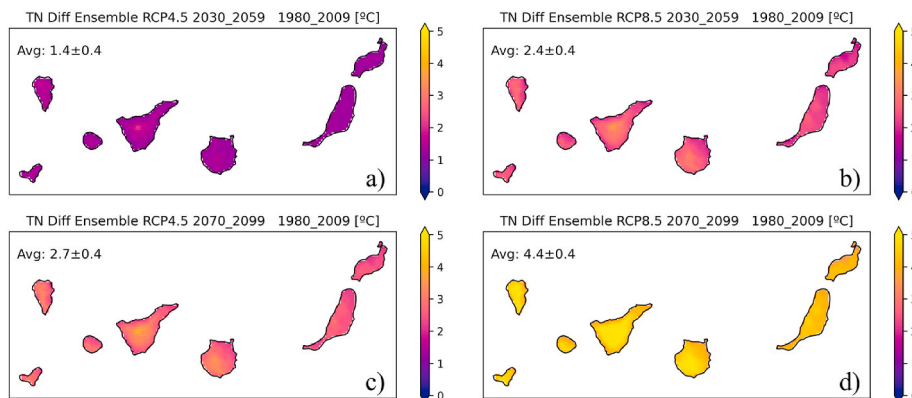 TN Diff Ensemble RCP4.5 2030_2059 1980_2009 [ºC]
Avg: 1.4±0.4
5
4
3
2
1
0
a)
TN Diff Ensemble RCP8.5 2030_2059 1980_2009 [ºC]
Avg: 2.4±0.4
b)
TN Diff Ensemble RCP4.5 2070_2099 1980_2009 [ºC]
Avg: 2.7±0.4
5
4
3
2
1
0
c)
TN Diff Ensemble RCP8.5 2070_2099 1980_2009 [ºC]
Avg: 4.4±0.4
d)